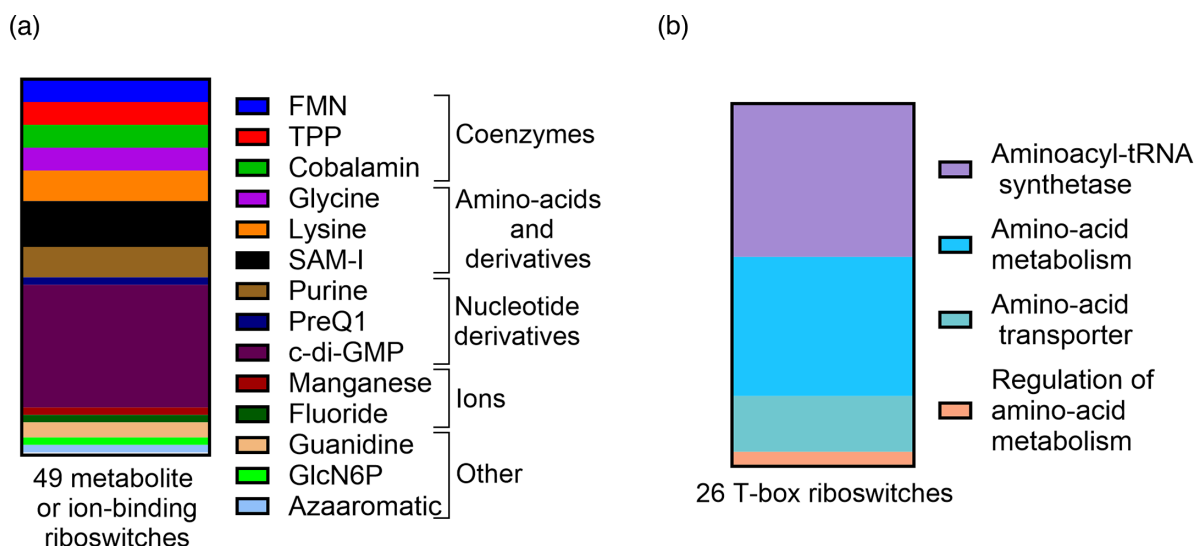 (a)
FMN
TPP
Cobalamin
Coenzymes
Glycine
Lysine
SAM-I
Amino-acids
and
derivatives
Purine
PreQ1
c-di-GMP
Nucleotide
derivatives
Manganese
Fluoride
Ions
Guanidine
GlcN6P
Azaaromatic
Other
49 metabolite
or ion-binding
riboswitches
(b)
Aminoacyl-tRNA
synthetase
Amino-acid
metabolism
Amino-acid
transporter
Regulation of
amino-acid
metabolism
26 T-box riboswitches